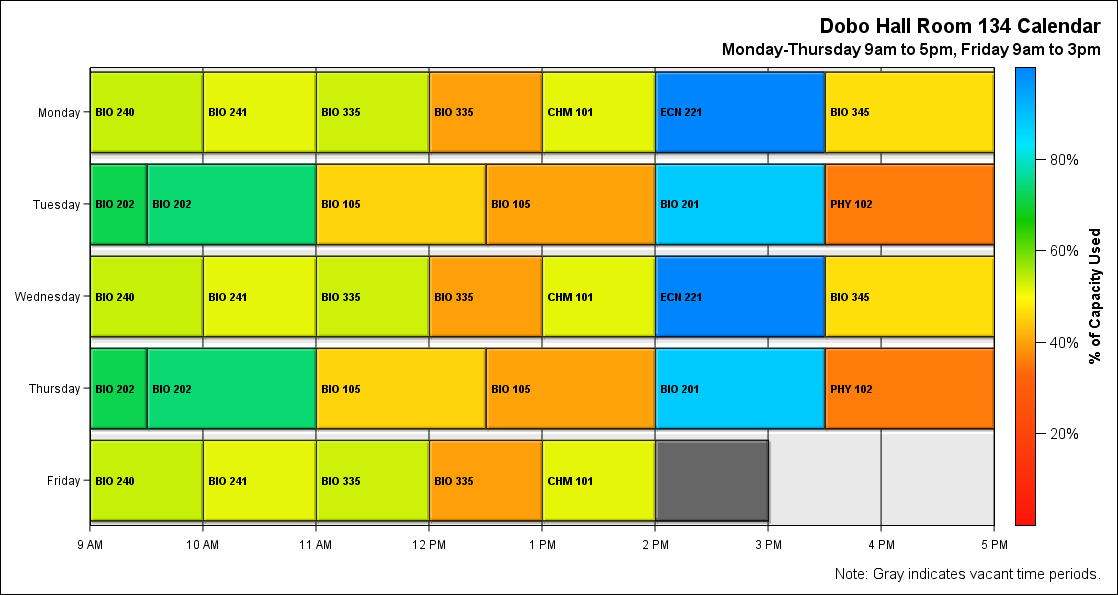 Dobo Hall Room 134 Calendar
Monday-Thursday 9am to 5pm, Friday 9am to 3pm
Monday BIO 240 BIO 241 BIO 335 BIO 335 CHM 101 ECN 221 BIO 345
80%
Tuesday BIO 202 BIO 202 BIO 105 BIO 105 BIO 201 PHY 102
60%
Wednesday BIO 240 BIO 241 BIO 335 BIO 335 CHM 101 ECN 221 BIO 345
% of Capacity Used
40%
Thursday BIO 202 BIO 202 BIO 105 BIO 105 BIO 201 PHY 102
20%
Friday BIO 240 BIO 241 BIO 335 BIO 335 CHM 101
9 AM 10 AM 11 AM 12 PM 1 PM 2 PM 3 PM 4 PM 5 PM
Note: Gray indicates vacant time periods.